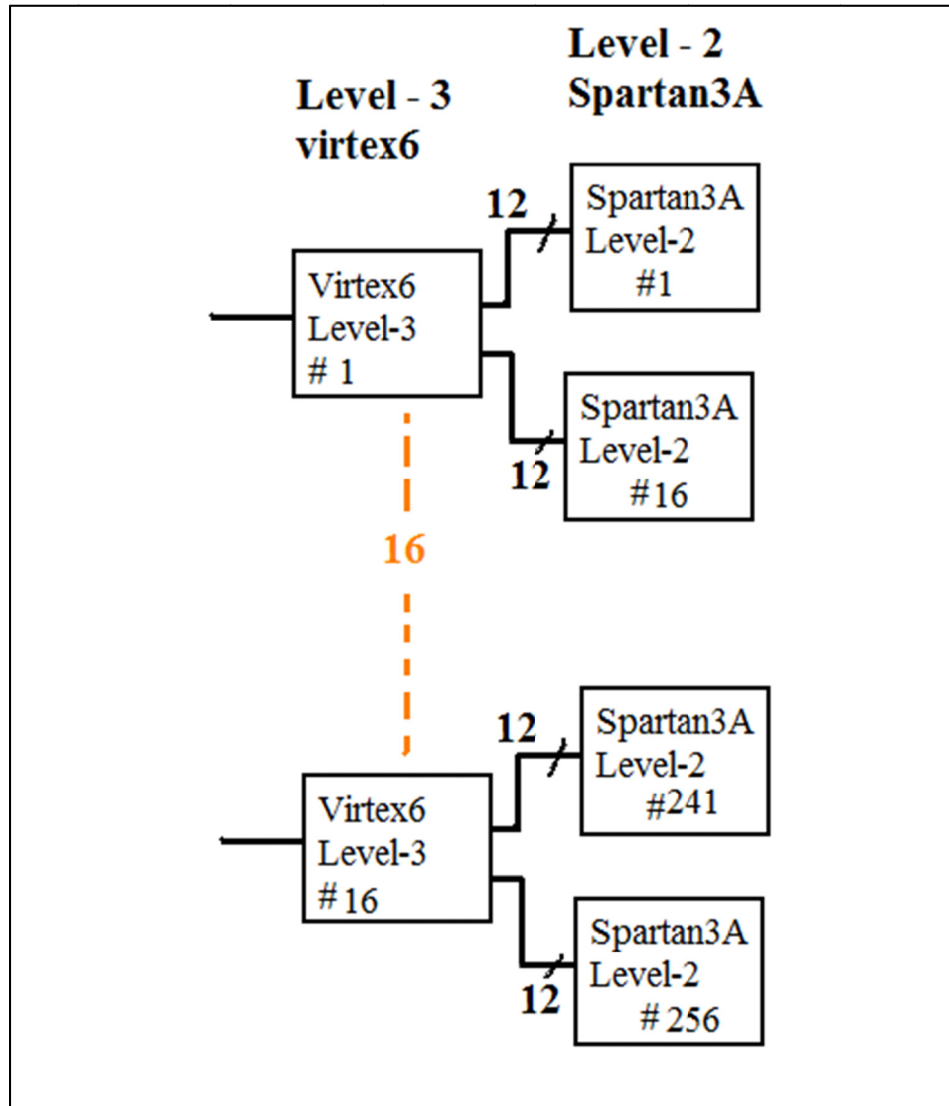 Level - 2
Spartan3A
Level - 3
virtex6
12
Spartan3A
Level-2
#1
Virtex6
Level-3
# 1
Spartan3A
Level-2
#16
12
16
12
Spartan3A
Level-2
#241
Virtex6
Level-3
# 16
Spartan3A
Level-2
# 256
12